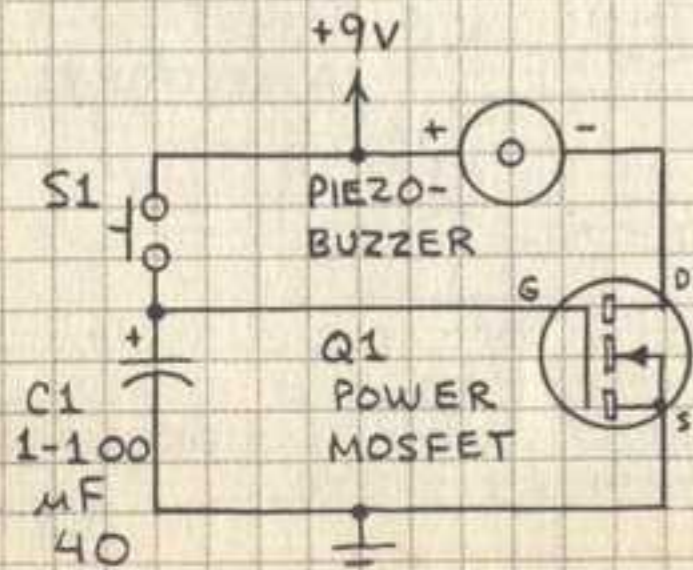 +9V
+ -
S1
PIEZO-
BUZZER
G
D
+
Q1
POWER
MOSFET
S
C1
1-100
µF
40